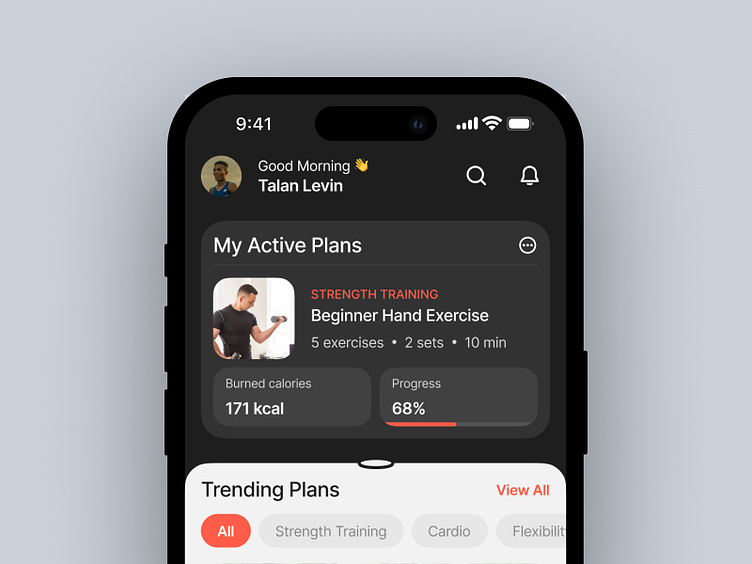 9:41
Good Morning 👋
Talan Levin
My Active Plans
STRENGTH TRAINING
Beginner Hand Exercise
5 exercises • 2 sets • 10 min
Burned calories
171 kcal
Progress
68%
Trending Plans
View All
All
Strength Training
Cardio
Flexibilit